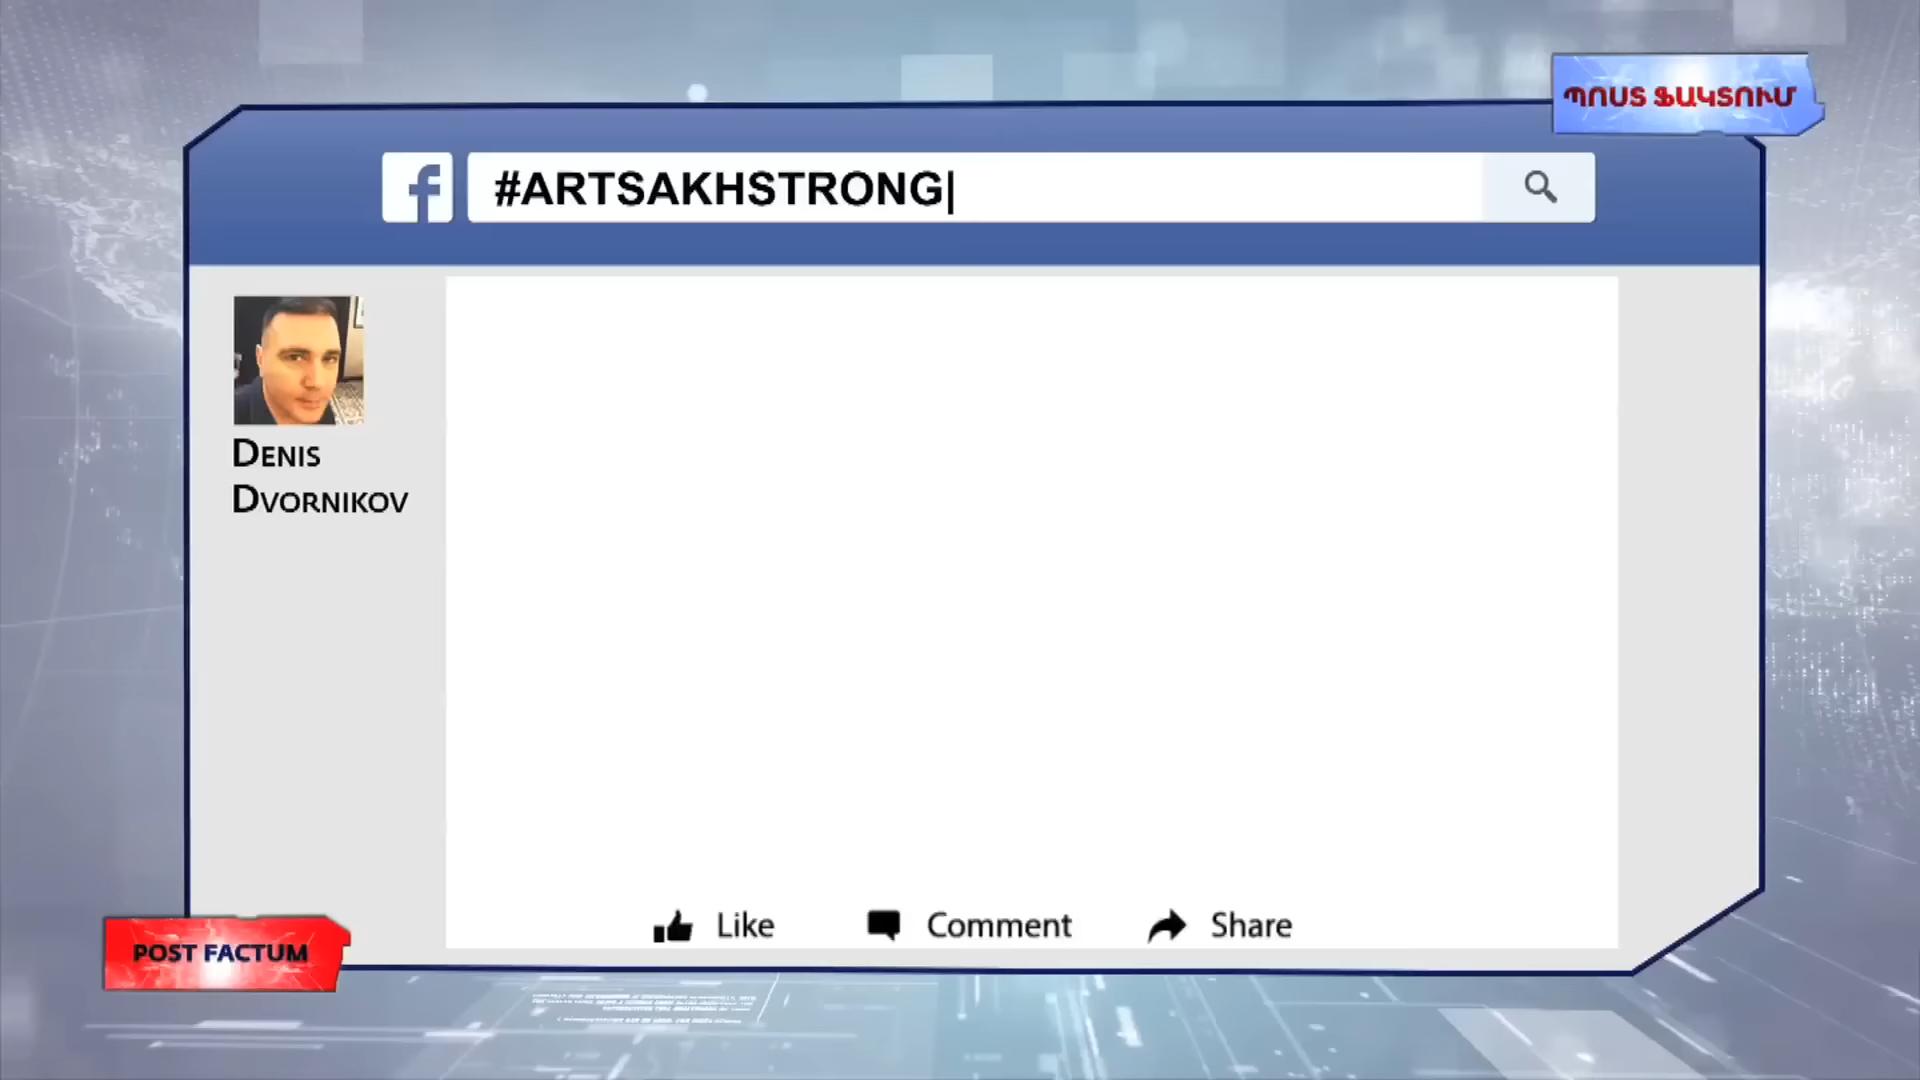 ՊՈՍՏ ՖԱԿՏՈՒՄ
#ARTSAKHSTRONG|
DENIS
DVORNIKOV
Like Comment Share
POST FACTUM